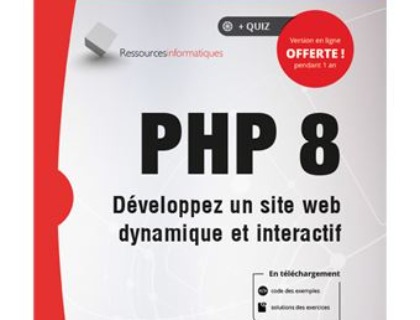 + QUIZ
Version en ligne
OFFERTE !
pendant 1 an
Ressourcesinformatiques
PHP 8
Développez un site web
dynamique et interactif
En téléchargement
code des exemples
solutions des exercices